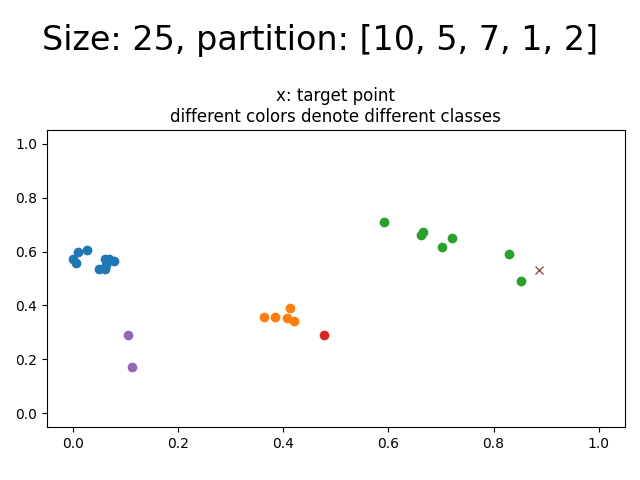 Size: 25, partition: [10, 5, 7, 1, 2]
x: target point
different colors denote different classes
1.0
0.8
0.6
0.4
0.2
0.0
0.0 0.2 0.4 0.6 0.8 1.0